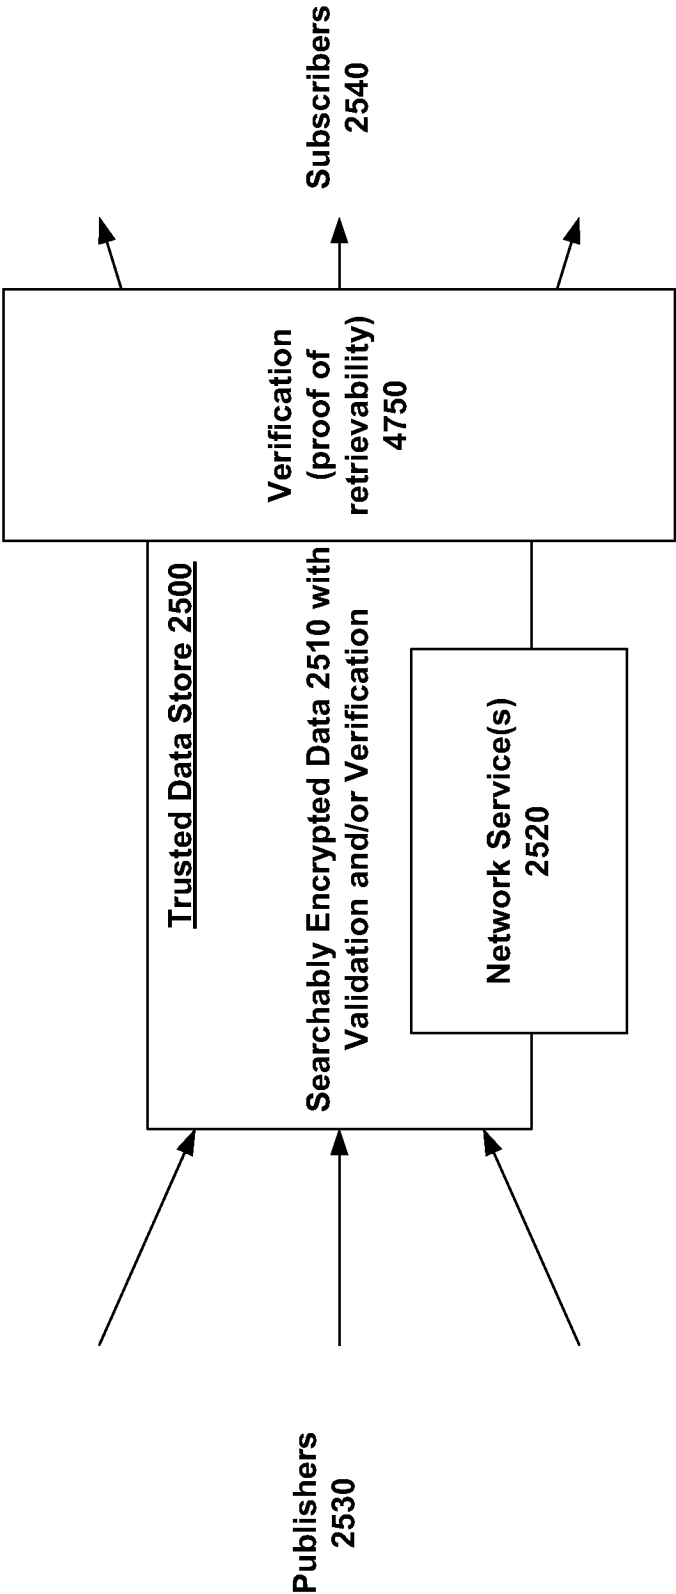 Publishers
2530
Trusted Data Store 2500
Searchably Encrypted Data 2510 with
Validation and/or Verification
Network Service(s)
2520
Verification
(proof of
retrievability)
4750
Subscribers
2540